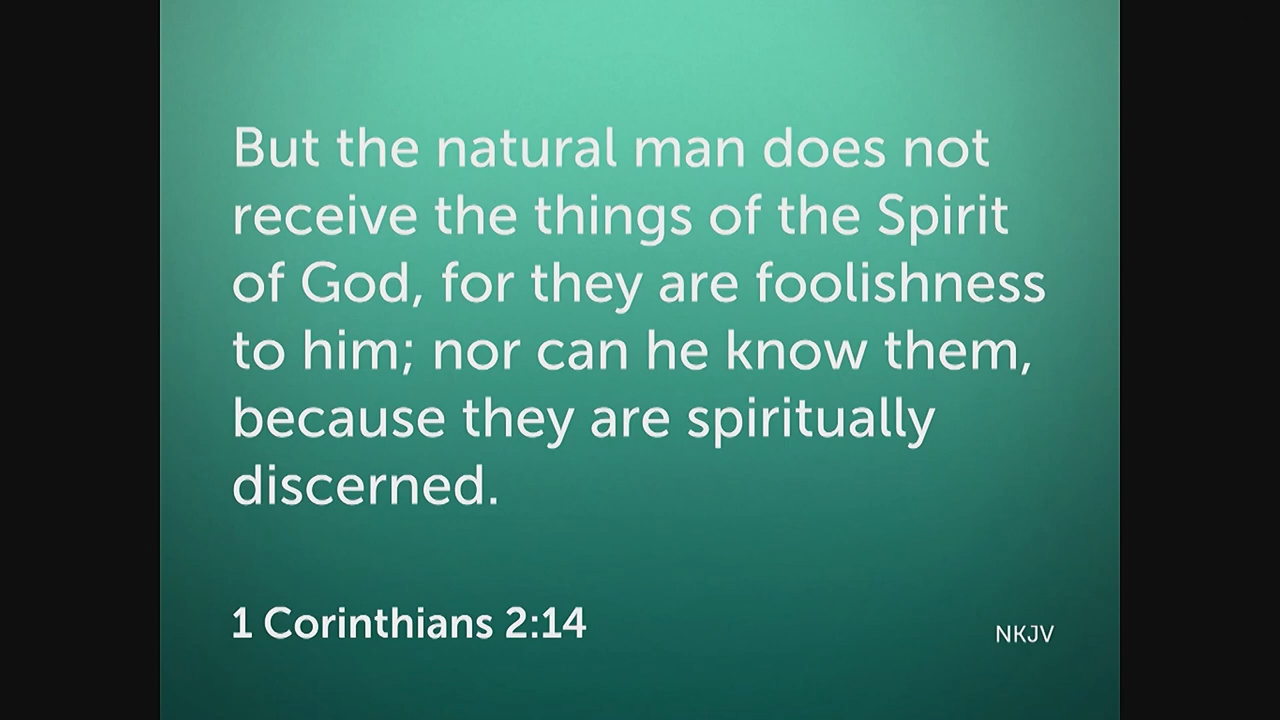 But the natural man does not
receive the things of the Spirit
of God, for they are foolishness
to him; nor can he know them,
because they are spiritually
discerned.
1 Corinthians 2:14
NKJV